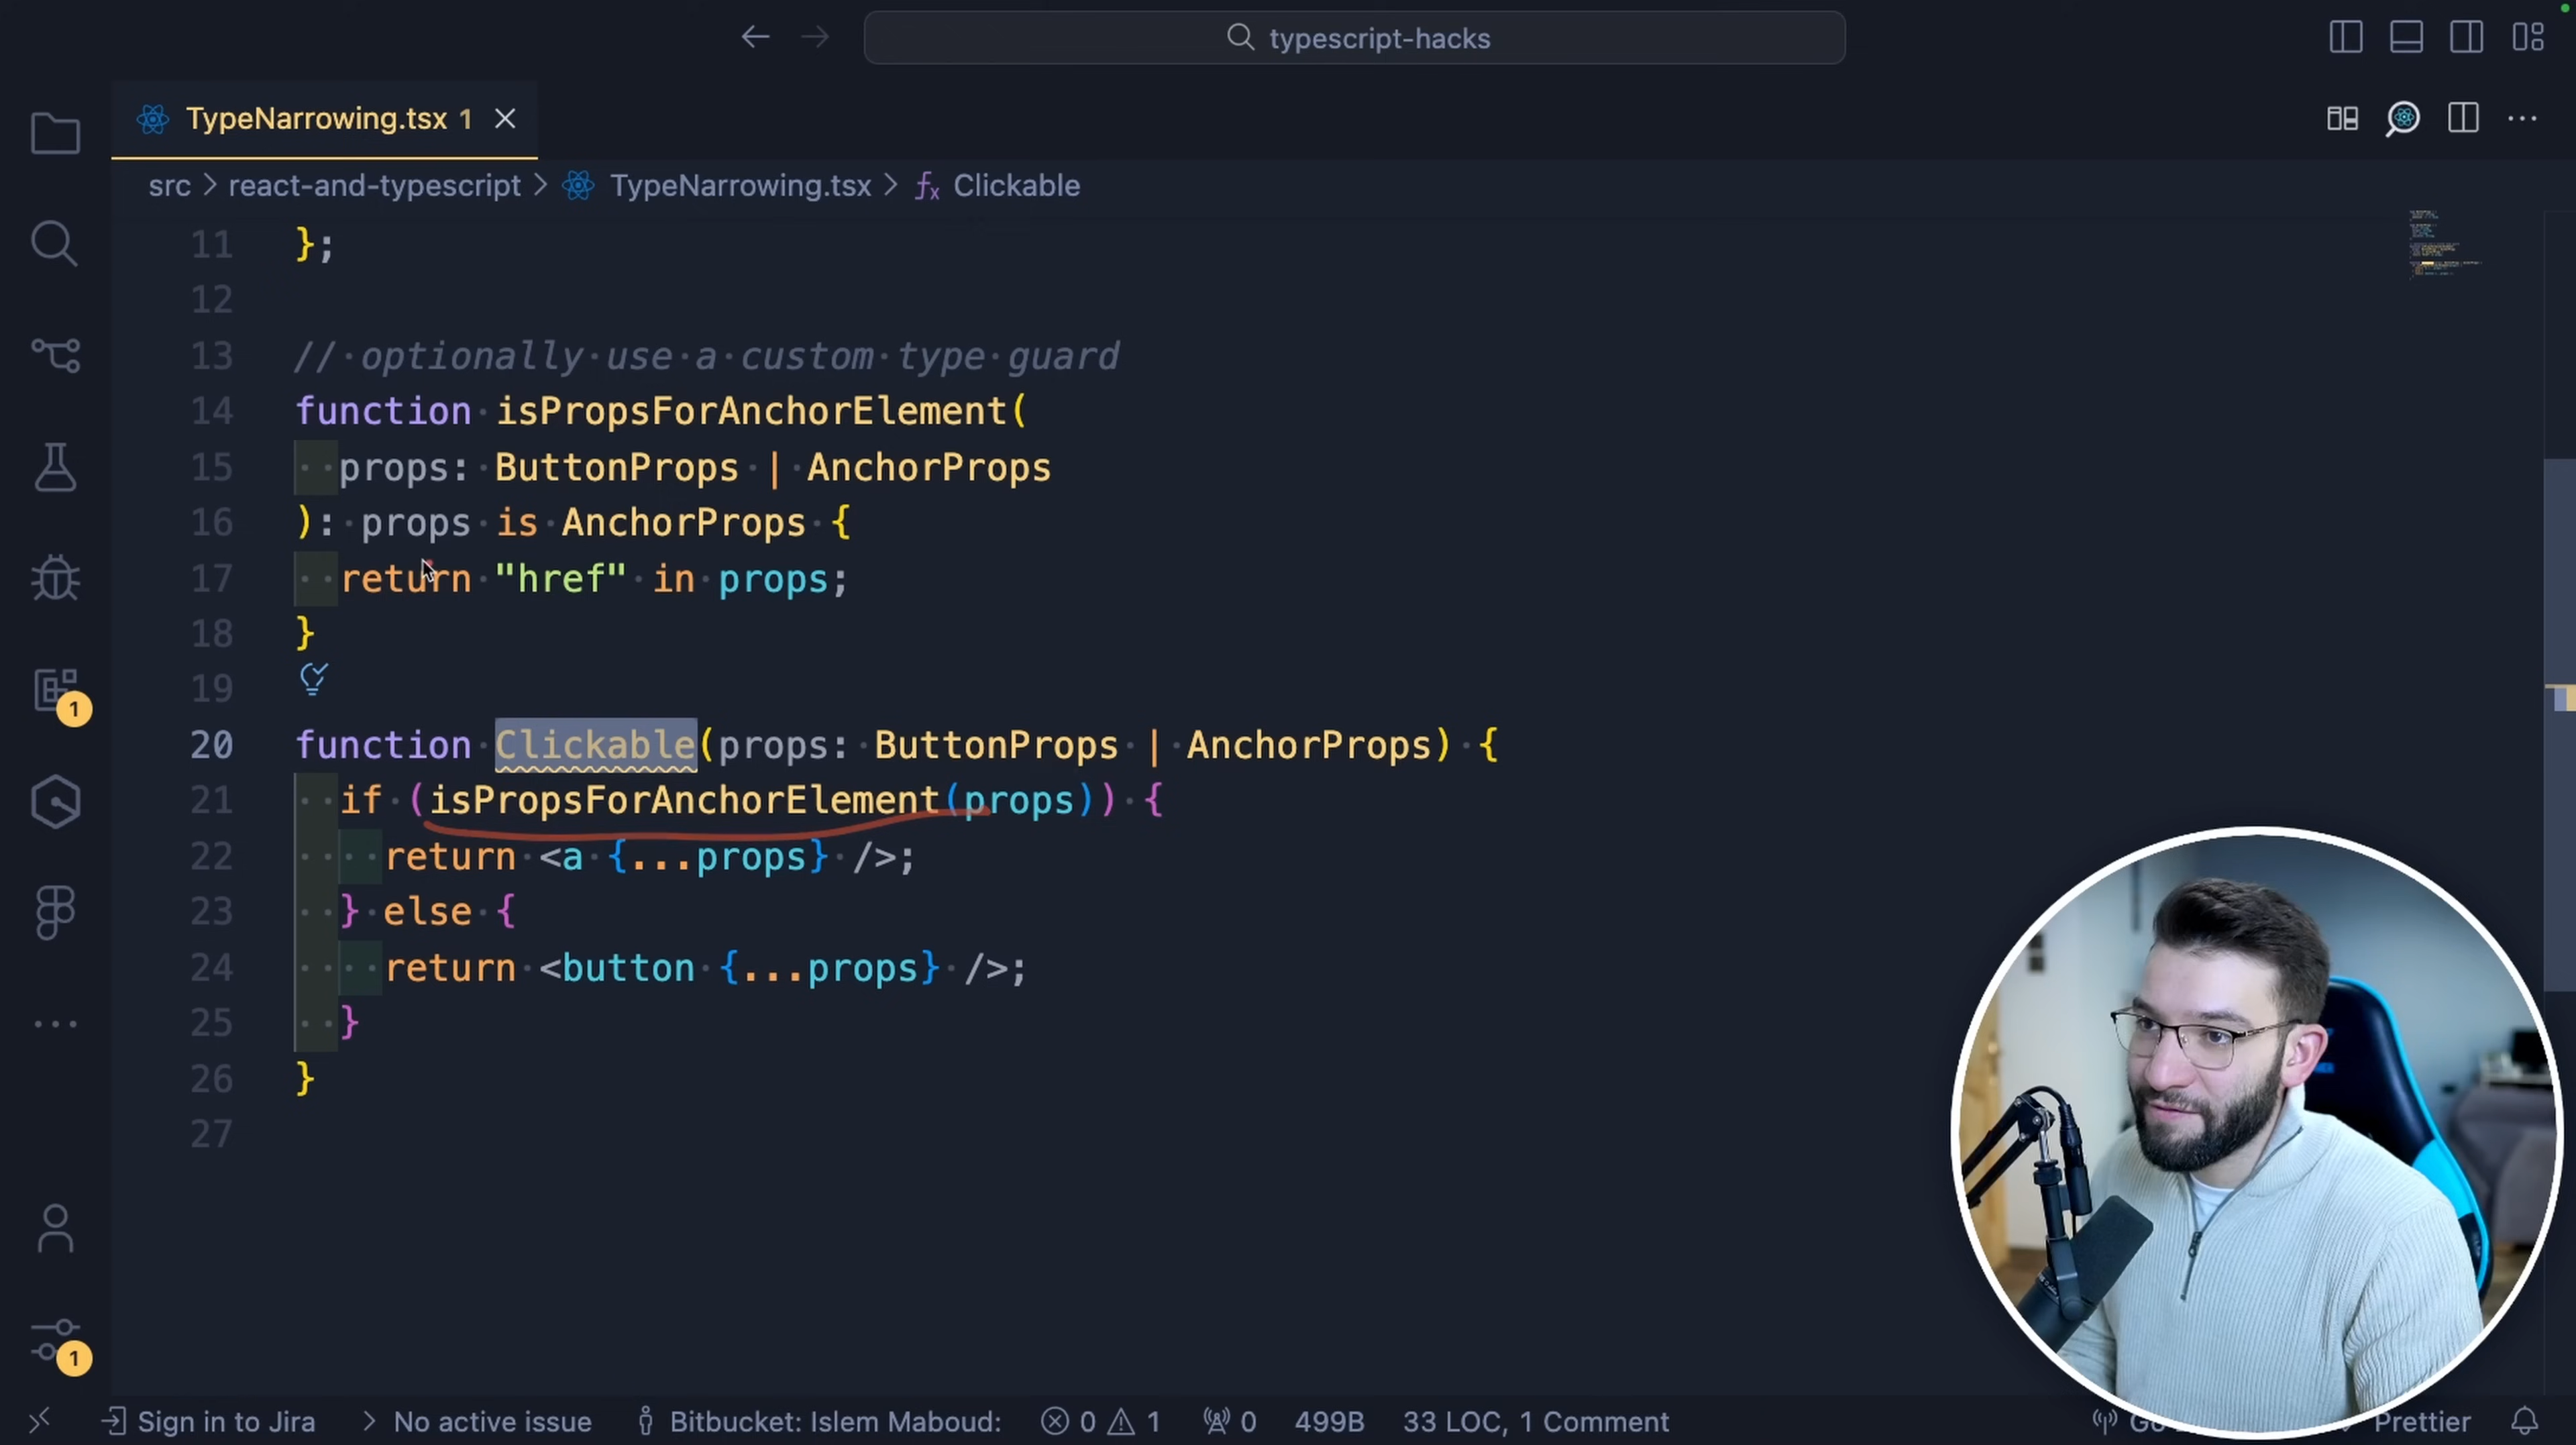 typescript-hacks
TypeNarrowing.tsx 1
src > react-and-typescript > TypeNarrowing.tsx > fx Clickable
11 };
12
13 // optionally use a custom type guard
14 function isPropsForAnchorElement(
15 props: ButtonProps | AnchorProps
16 ): props is AnchorProps {
17 return "href" in props;
18 }
19
20 function Clickable(props: ButtonProps | AnchorProps) {
21 if (isPropsForAnchorElement(props)) {
22 return <a {...props} />;
23 } else {
24 return <button {...props} />;
25 }
26 }
27
1
1
Sign in to Jira > No active issue Bitbucket: Islem Maboud: 0 1 0 499B 33 LOC, 1 Comment Prettier